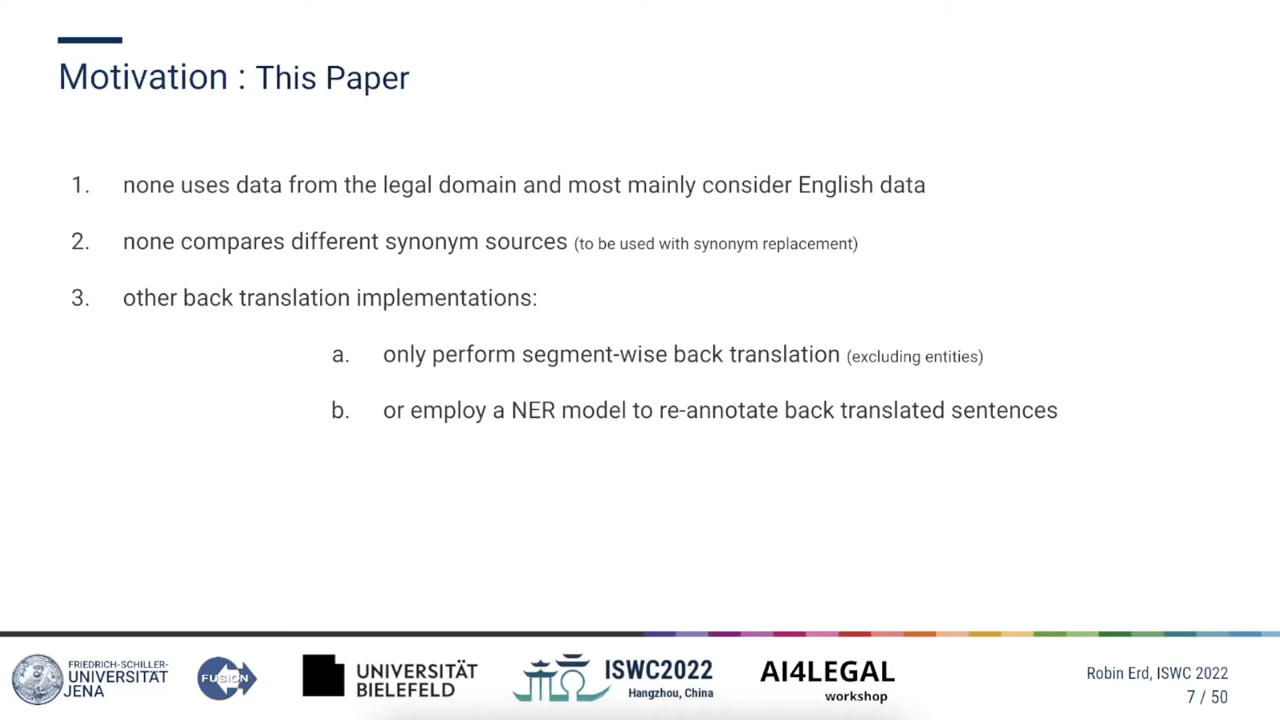 Motivation : This Paper
1. none uses data from the legal domain and most mainly consider English data
2. none compares different synonym sources (to be used with synonym replacement)
3. other back translation implementations:
a. only perform segment-wise back translation (excluding entities)
b. or employ a NER model to re-annotate back translated sentences
FRIEDRICH-SCHILLER-
UNIVERSITÄT
JENA
FUSION
UNIVERSITÄT
BIELEFELD
ISWC2022
Hangzhou, China
AI4LEGAL
workshop
Robin Erd, ISWC 2022
7 / 50